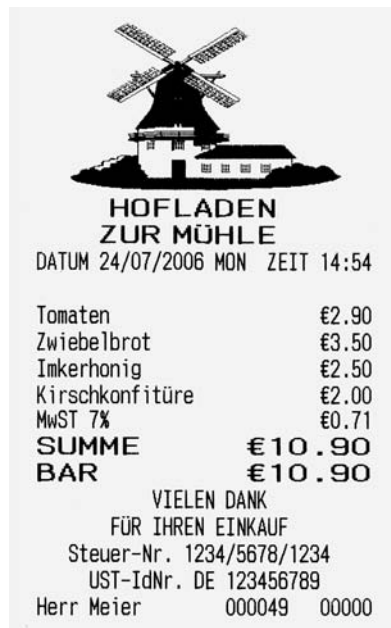 HOFLADEN
ZUR MÜHLE
DATUM 24/07/2006 MON ZEIT 14:54
Tomaten €2.90
Zwiebelbrot €3.50
Imkerhonig €2.50
Kirschkonfitüre €2.00
MwST 7% €0.71
SUMME €10.90
BAR €10.90
VIELEN DANK
FÜR IHREN EINKAUF
Steuer-Nr. 1234/5678/1234
UST-IdNr. DE 123456789
Herr Meier 000049 00000